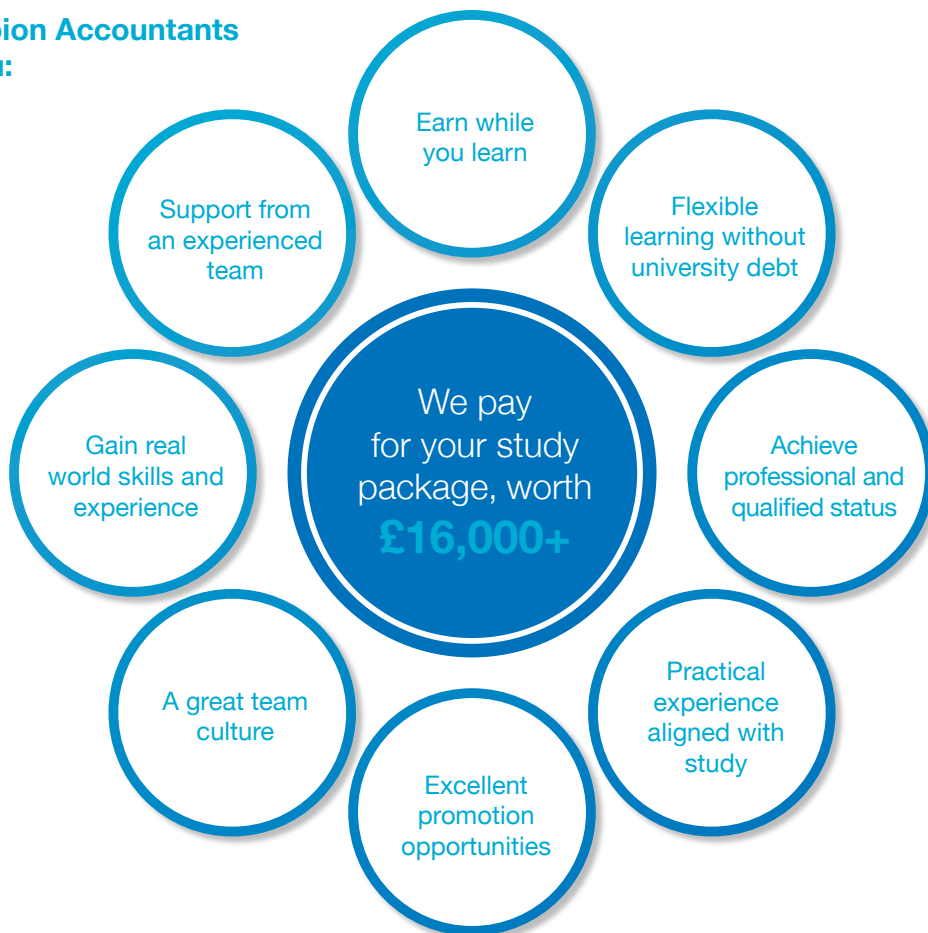 pion Accountants
u:
Earn while
you learn
Flexible
learning without
university debt
Achieve
professional and
qualified status
Practical
experience
aligned with
study
Excellent
promotion
opportunities
A great team
culture
Gain real
world skills and
experience
Support from
an experienced
team
We pay
for your study
package, worth
£16,000+